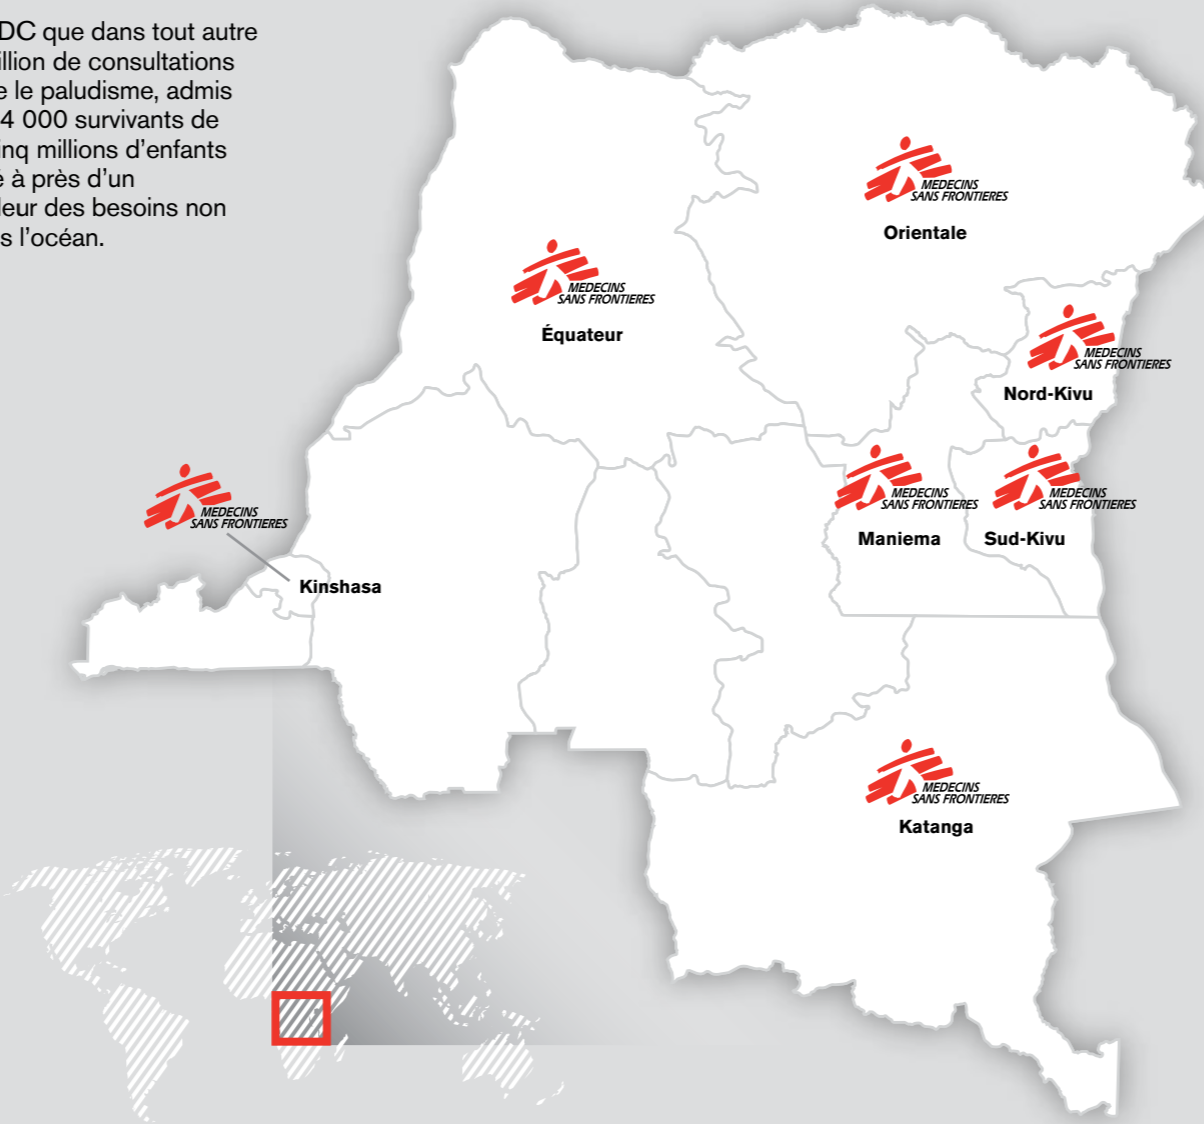 DC que dans tout autre
illion de consultations
e le paludisme, admis
4 000 survivants de
inq millions d’enfants
é à près d’un
leur des besoins non
s l’océan.
MEDECINS
SANS FRONTIERES
Orientale
MEDECINS
SANS FRONTIERES
Équateur
MEDECINS
SANS FRONTIERES
Nord-Kivu
MEDECINS
SANS FRONTIERES
Maniema
MEDECINS
SANS FRONTIERES
Sud-Kivu
MEDECINS
SANS FRONTIERES
Kinshasa
MEDECINS
SANS FRONTIERES
Katanga